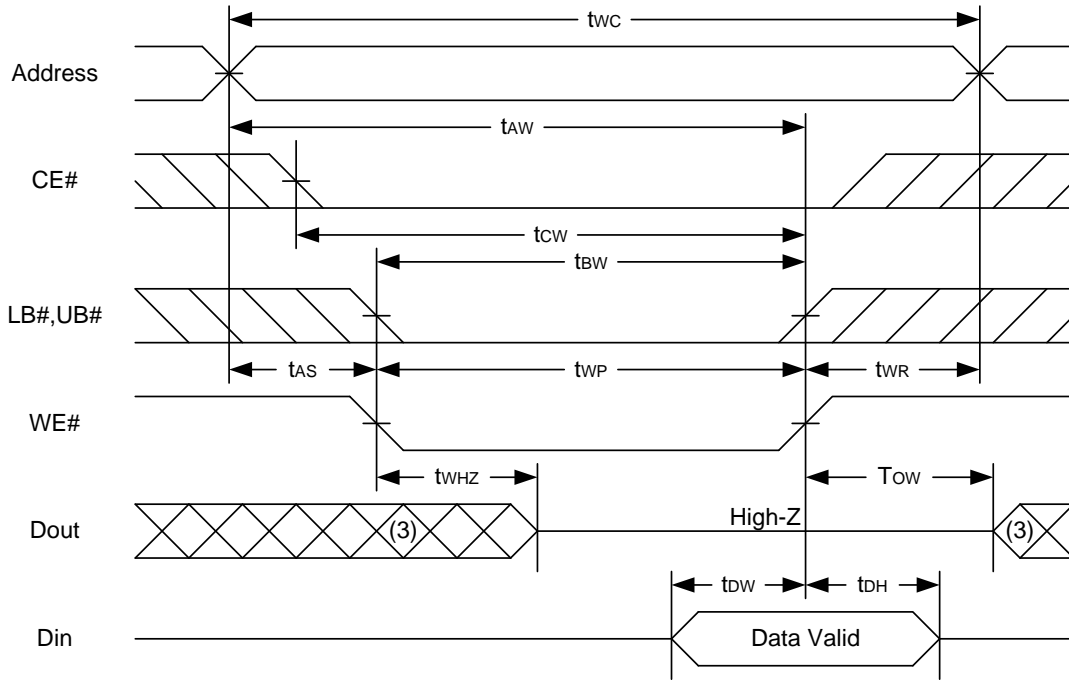 tWC
Address
tAW
CE#
tCW
tBW
LB#,UB#
tAS
tWP
tWR
WE#
tWHZ
TOW
Dout
(3)
High-Z
(3)
tDW
tDH
Din
Data Valid